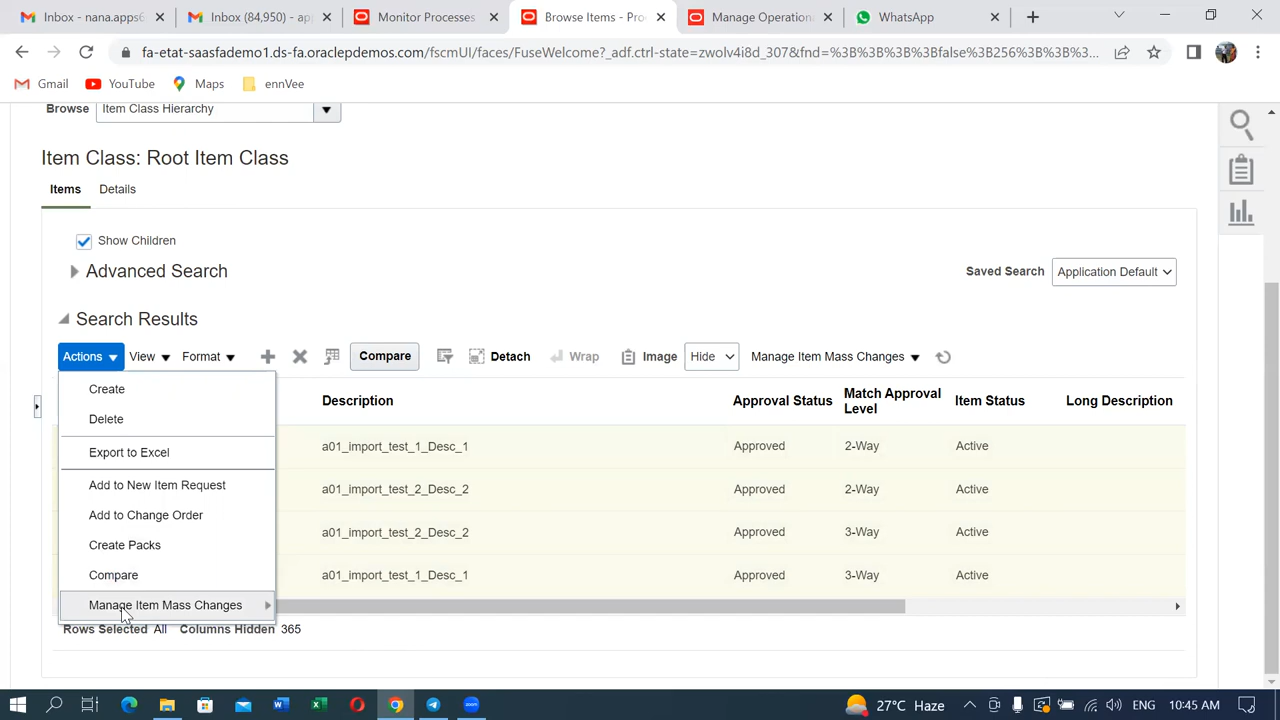 Inbox - nana.apps6
Inbox (84,950) - ap
Monitor Processes
Browse Items - Pro
Manage Operationa
WhatsApp
fa-etat-saasfademo1.ds-fa.oraclepdemos.com/fscmUI/faces/FuseWelcome?_adf.ctrl-state=zwolv4ld_307&fnd=%3B%3B%3B%3Bfalse%3B256%3B%3B%3...
Gmail
YouTube
Maps
ennVee
Browse Item Class Hierarchy
Item Class: Root Item Class
Items Details
Show Children
Advanced Search
Saved Search Application Default
Search Results
Actions View Format Compare Detach Wrap Image Hide Manage Item Mass Changes
Description Approval Status Match Approval Level Item Status Long Description
a01_import_test_1_Desc_1 Approved 2-Way Active
a01_import_test_2_Desc_2 Approved 2-Way Active
a01_import_test_2_Desc_2 Approved 3-Way Active
a01_import_test_1_Desc_1 Approved 3-Way Active
Create
Delete
Export to Excel
Add to New Item Request
Add to Change Order
Create Packs
Compare
Manage Item Mass Changes
Rows Selected All Columns Hidden 365
27°C Haze
ENG
10:45 AM